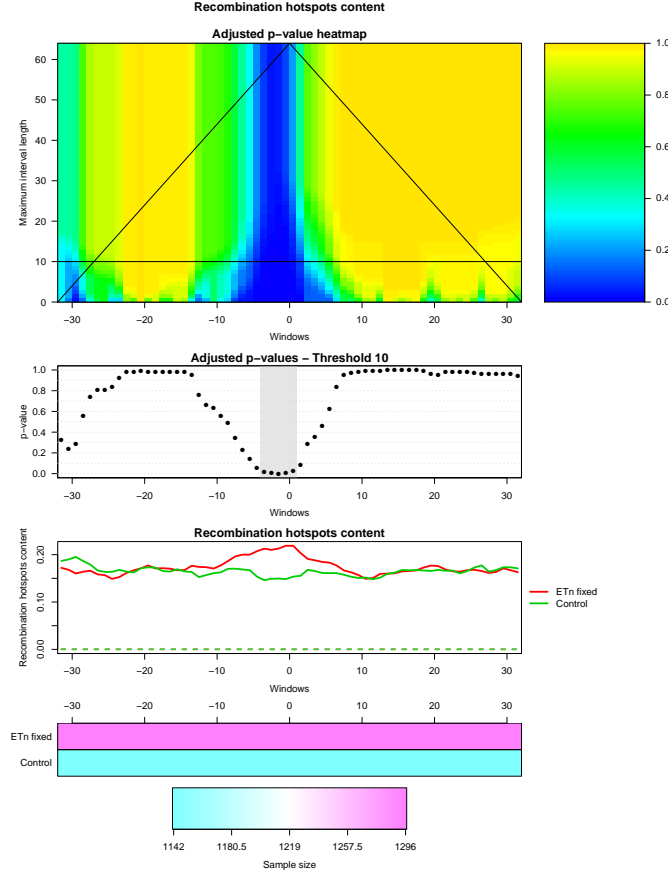 Recombination hotspots content
Adjusted p−value heatmap
Maximum interval length
0 10 20 30 40 50 60
−30 −20 −10 0 10 20 30
Windows
0.0 0.2 0.4 0.6 0.8 1.0
Adjusted p−values − Threshold 10
p−value
0.0 0.2 0.4 0.6 0.8 1.0
−30 −20 −10 0 10 20 30
Windows
Recombination hotspots content
Recombination hotspots content
0.00 0.10 0.20
−30 −20 −10 0 10 20 30
Windows
ETn fixed
Control
−30 −20 −10 0 10 20 30
ETn fixed
Control
1142 1180.5 1219 1257.5 1296
Sample size